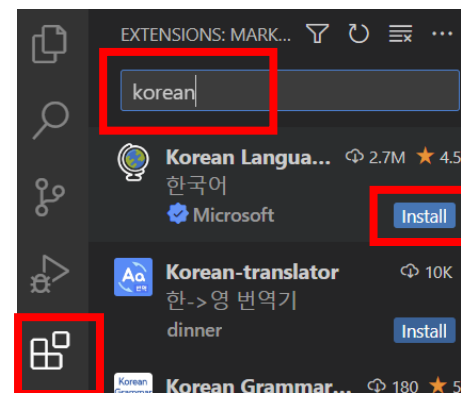 EXTENSIONS: MARK...
korean
Korean Langua... 2.7M ★ 4.5
한국어
Microsoft Install
Korean-translator 10K
한->영 번역기
dinner Install
Korean Grammar... 180 ★ 5